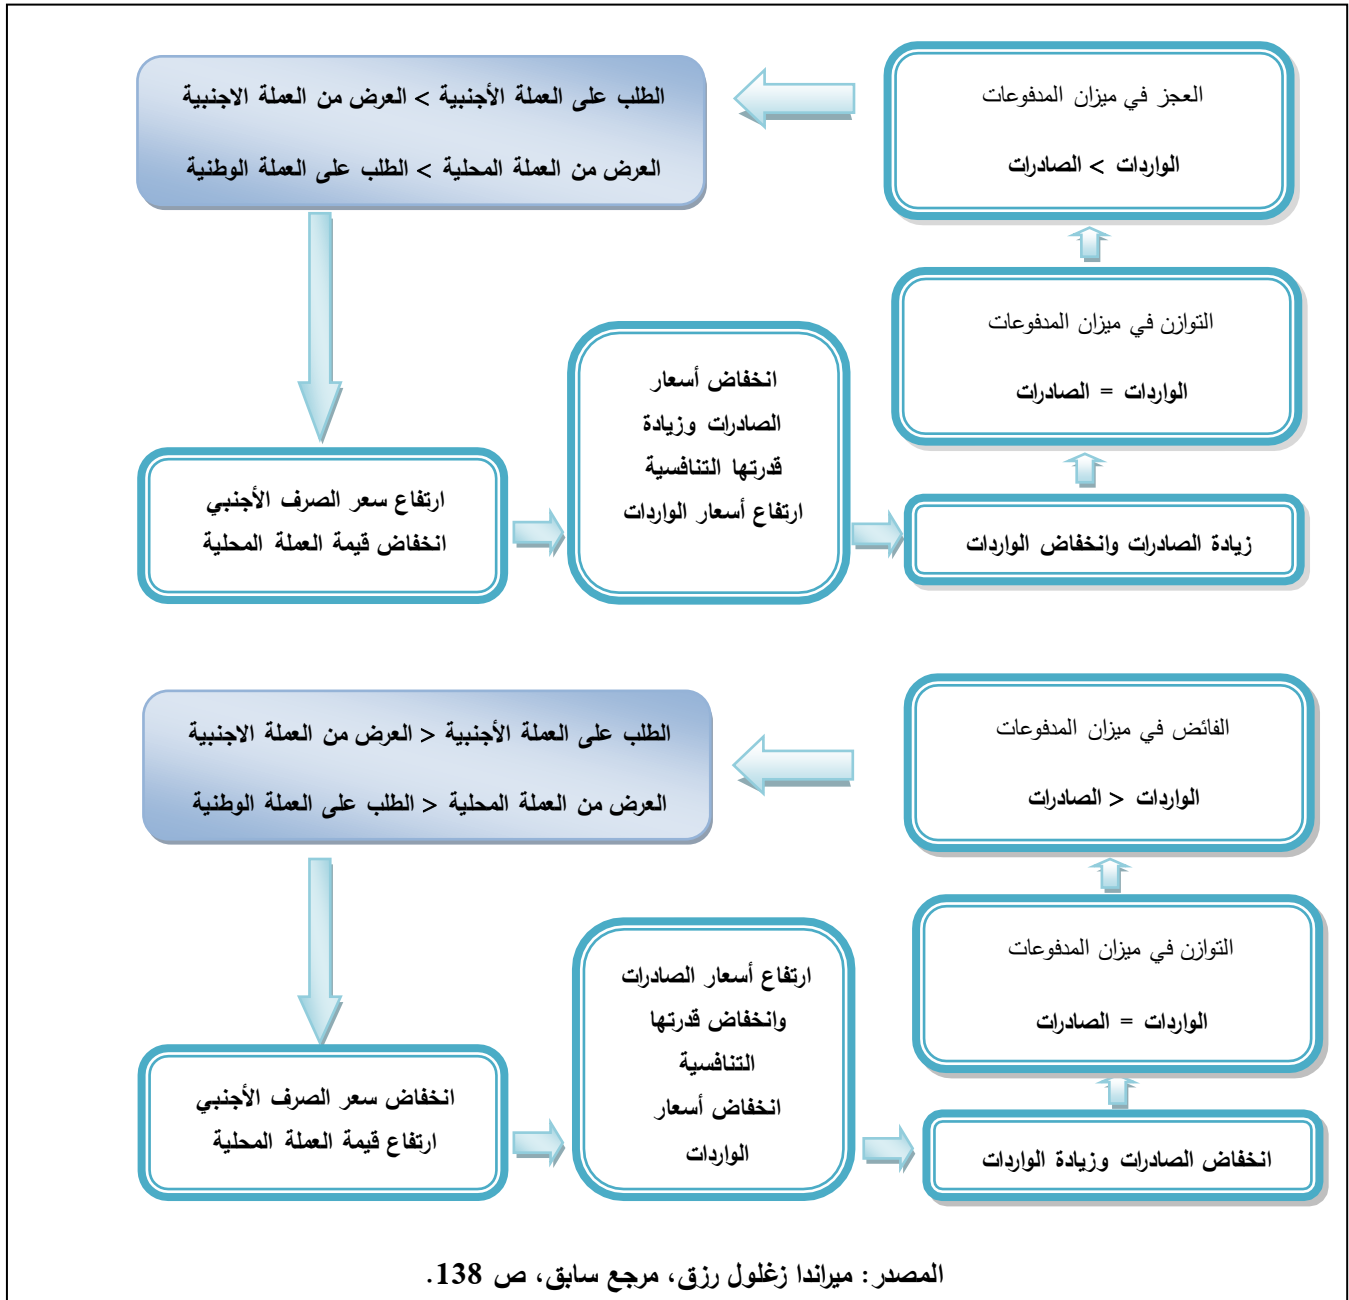 العجز في ميزان المدفوعات
الواردات > الصادرات
الطلب على العملة الأجنبية > العرض من العملة الاجنبية
العرض من العملة المحلية > الطلب على العملة الوطنية
التوازن في ميزان المدفوعات
الواردات = الصادرات
انخفاض أسعار
الصادرات وزيادة
قدرتها التنافسية
ارتفاع أسعار الواردات
ارتفاع سعر الصرف الأجنبي
انخفاض قيمة العملة المحلية
زيادة الصادرات وانخفاض الواردات
الفائض في ميزان المدفوعات
الواردات < الصادرات
الطلب على العملة الأجنبية < العرض من العملة الاجنبية
العرض من العملة المحلية < الطلب على العملة الوطنية
التوازن في ميزان المدفوعات
الواردات = الصادرات
ارتفاع أسعار الصادرات
وانخفاض قدرتها
التنافسية
انخفاض أسعار
الواردات
انخفاض سعر الصرف الأجنبي
ارتفاع قيمة العملة المحلية
انخفاض الصادرات وزيادة الواردات
المصدر: ميراندا زغلول رزق، مرجع سابق، ص 138.